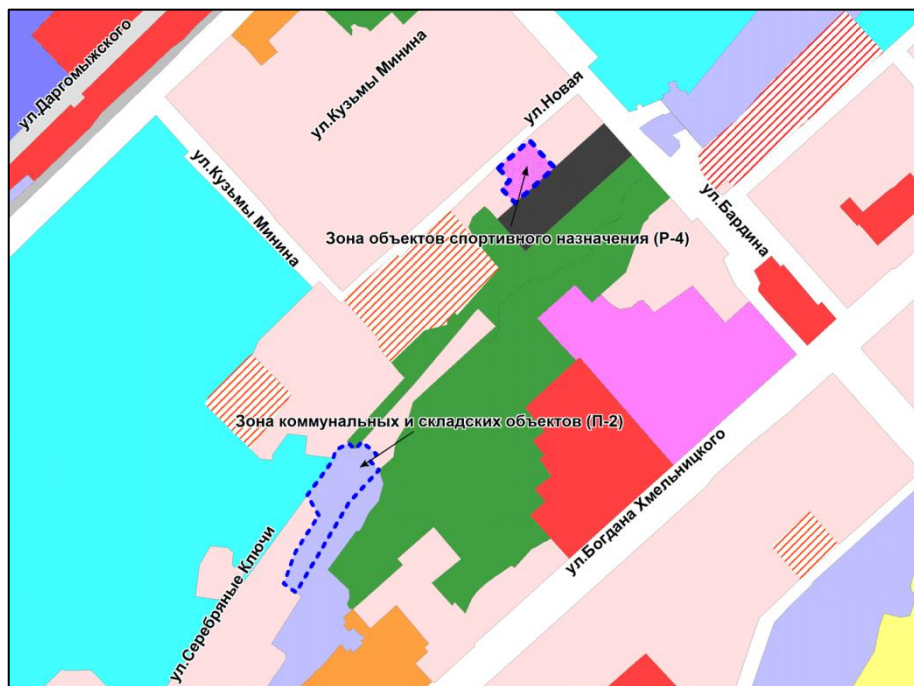 ул.Даргомыжского
ул.Кузьмы Минина
ул.Новая
ул.Кузьмы Минина
ул.Бардина
Зона объектов спортивного назначения (Р-4)
Зона коммунальных и складских объектов (П-2)
ул.Богдана Хмельницкого
ул.Серебряные Ключи